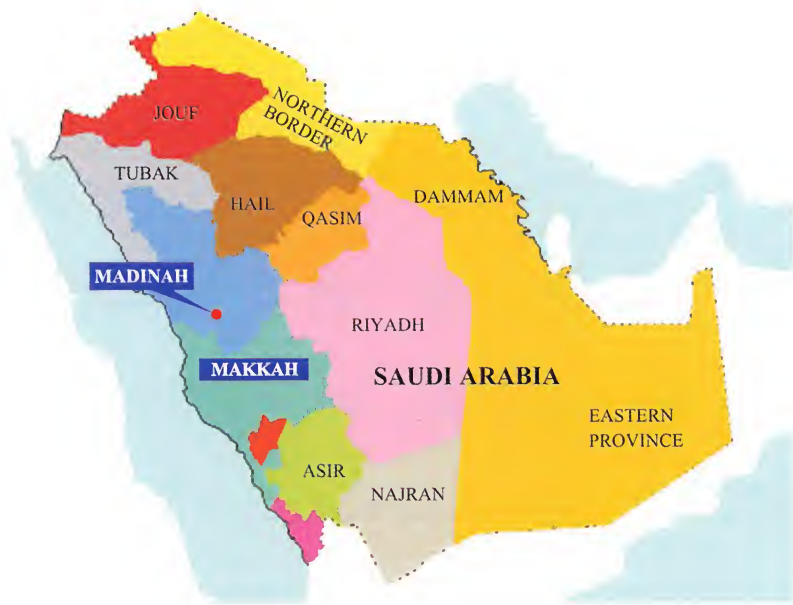 JOUF
NORTHERN
BORDER
TUBAK
HAIL
QASIM
DAMMAM
MADINAH
RIYADH
MAKKAH
SAUDI ARABIA
EASTERN
PROVINCE
ASIR
NAJRAN